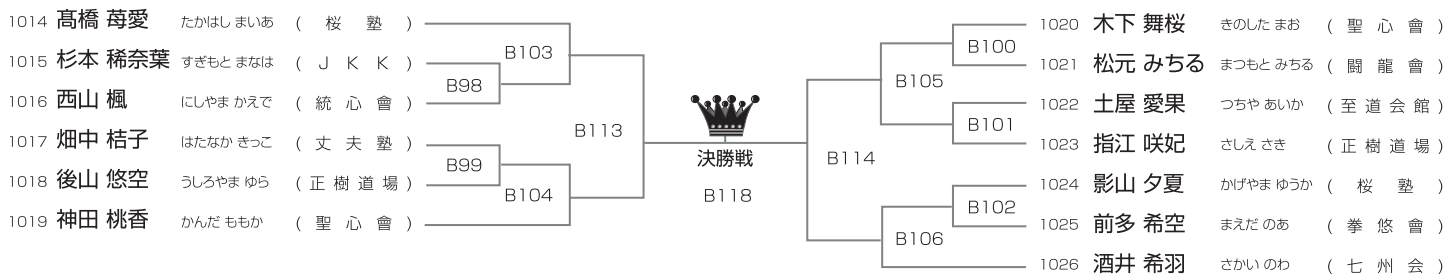 1014 髙橋 苺愛 たかはし まいあ ( 桜 塾 )
1015 杉本 稀奈葉 すぎもと まなは ( J K K )
1016 西山 楓 にしやま かえで ( 統 心 會 )
1017 畑中 桔子 はたなか きっこ ( 丈 夫 塾 )
1018 後山 悠空 うしろやま ゆら ( 正 樹 道 場 )
1019 神田 桃香 かんだ ももか ( 聖 心 會 )
B103
B98
B113
B99
B104
決勝戦
B118
B100
B105
B101
B114
B102
B106
1020 木下 舞桜 きのした まお ( 聖 心 會 )
1021 松元 みちる まつもと みちる ( 闘 龍 會 )
1022 土屋 愛果 つちや あいか ( 至 道 会 館 )
1023 指江 咲妃 さしえ さき ( 正 樹 道 場 )
1024 影山 夕夏 かげやま ゆうか ( 桜 塾 )
1025 前多 希空 まえだ のあ ( 拳 悠 會 )
1026 酒井 希羽 さかい のわ ( 七 州 会 )